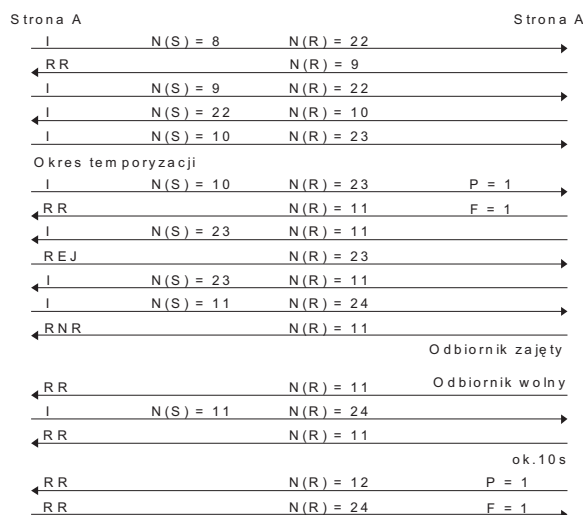 Strona A Strona A
I N(S) = 8 N(R) = 22
RR N(R) = 9
I N(S) = 9 N(R) = 22
I N(S) = 22 N(R) = 10
I N(S) = 10 N(R) = 23
Okres temporyzacji
I N(S) = 10 N(R) = 23 P = 1
RR N(R) = 11 F = 1
I N(S) = 23 N(R) = 11
REJ N(R) = 23
I N(S) = 23 N(R) = 11
I N(S) = 11 N(R) = 24
RNR N(R) = 11
Odbiornik zajęty
RR N(R) = 11 Odbiornik wolny
I N(S) = 11 N(R) = 24
RR N(R) = 11
ok.10s
RR N(R) = 12 P = 1
RR N(R) = 24 F = 1